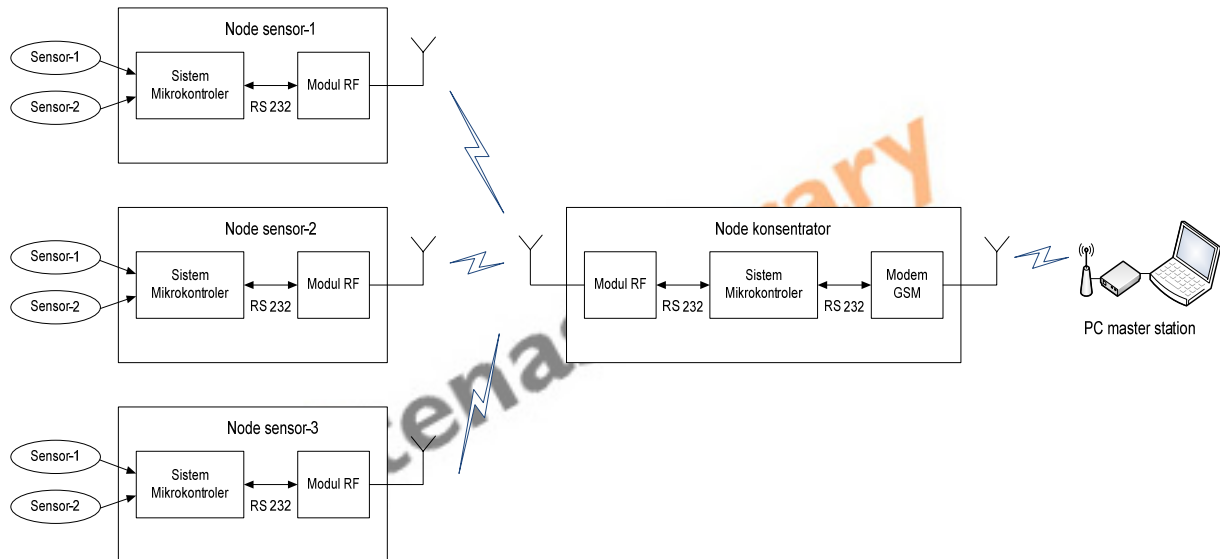 Node sensor-1
Sensor-1
Sensor-2
Sistem
Mikrokontroler
RS 232
Modul RF
Node sensor-2
Sensor-1
Sensor-2
Sistem
Mikrokontroler
RS 232
Modul RF
Node konsentrator
Modul RF
RS 232
Sistem
Mikrokontroler
RS 232
Modem
GSM
PC master station
Node sensor-3
Sensor-1
Sensor-2
Sistem
Mikrokontroler
RS 232
Modul RF